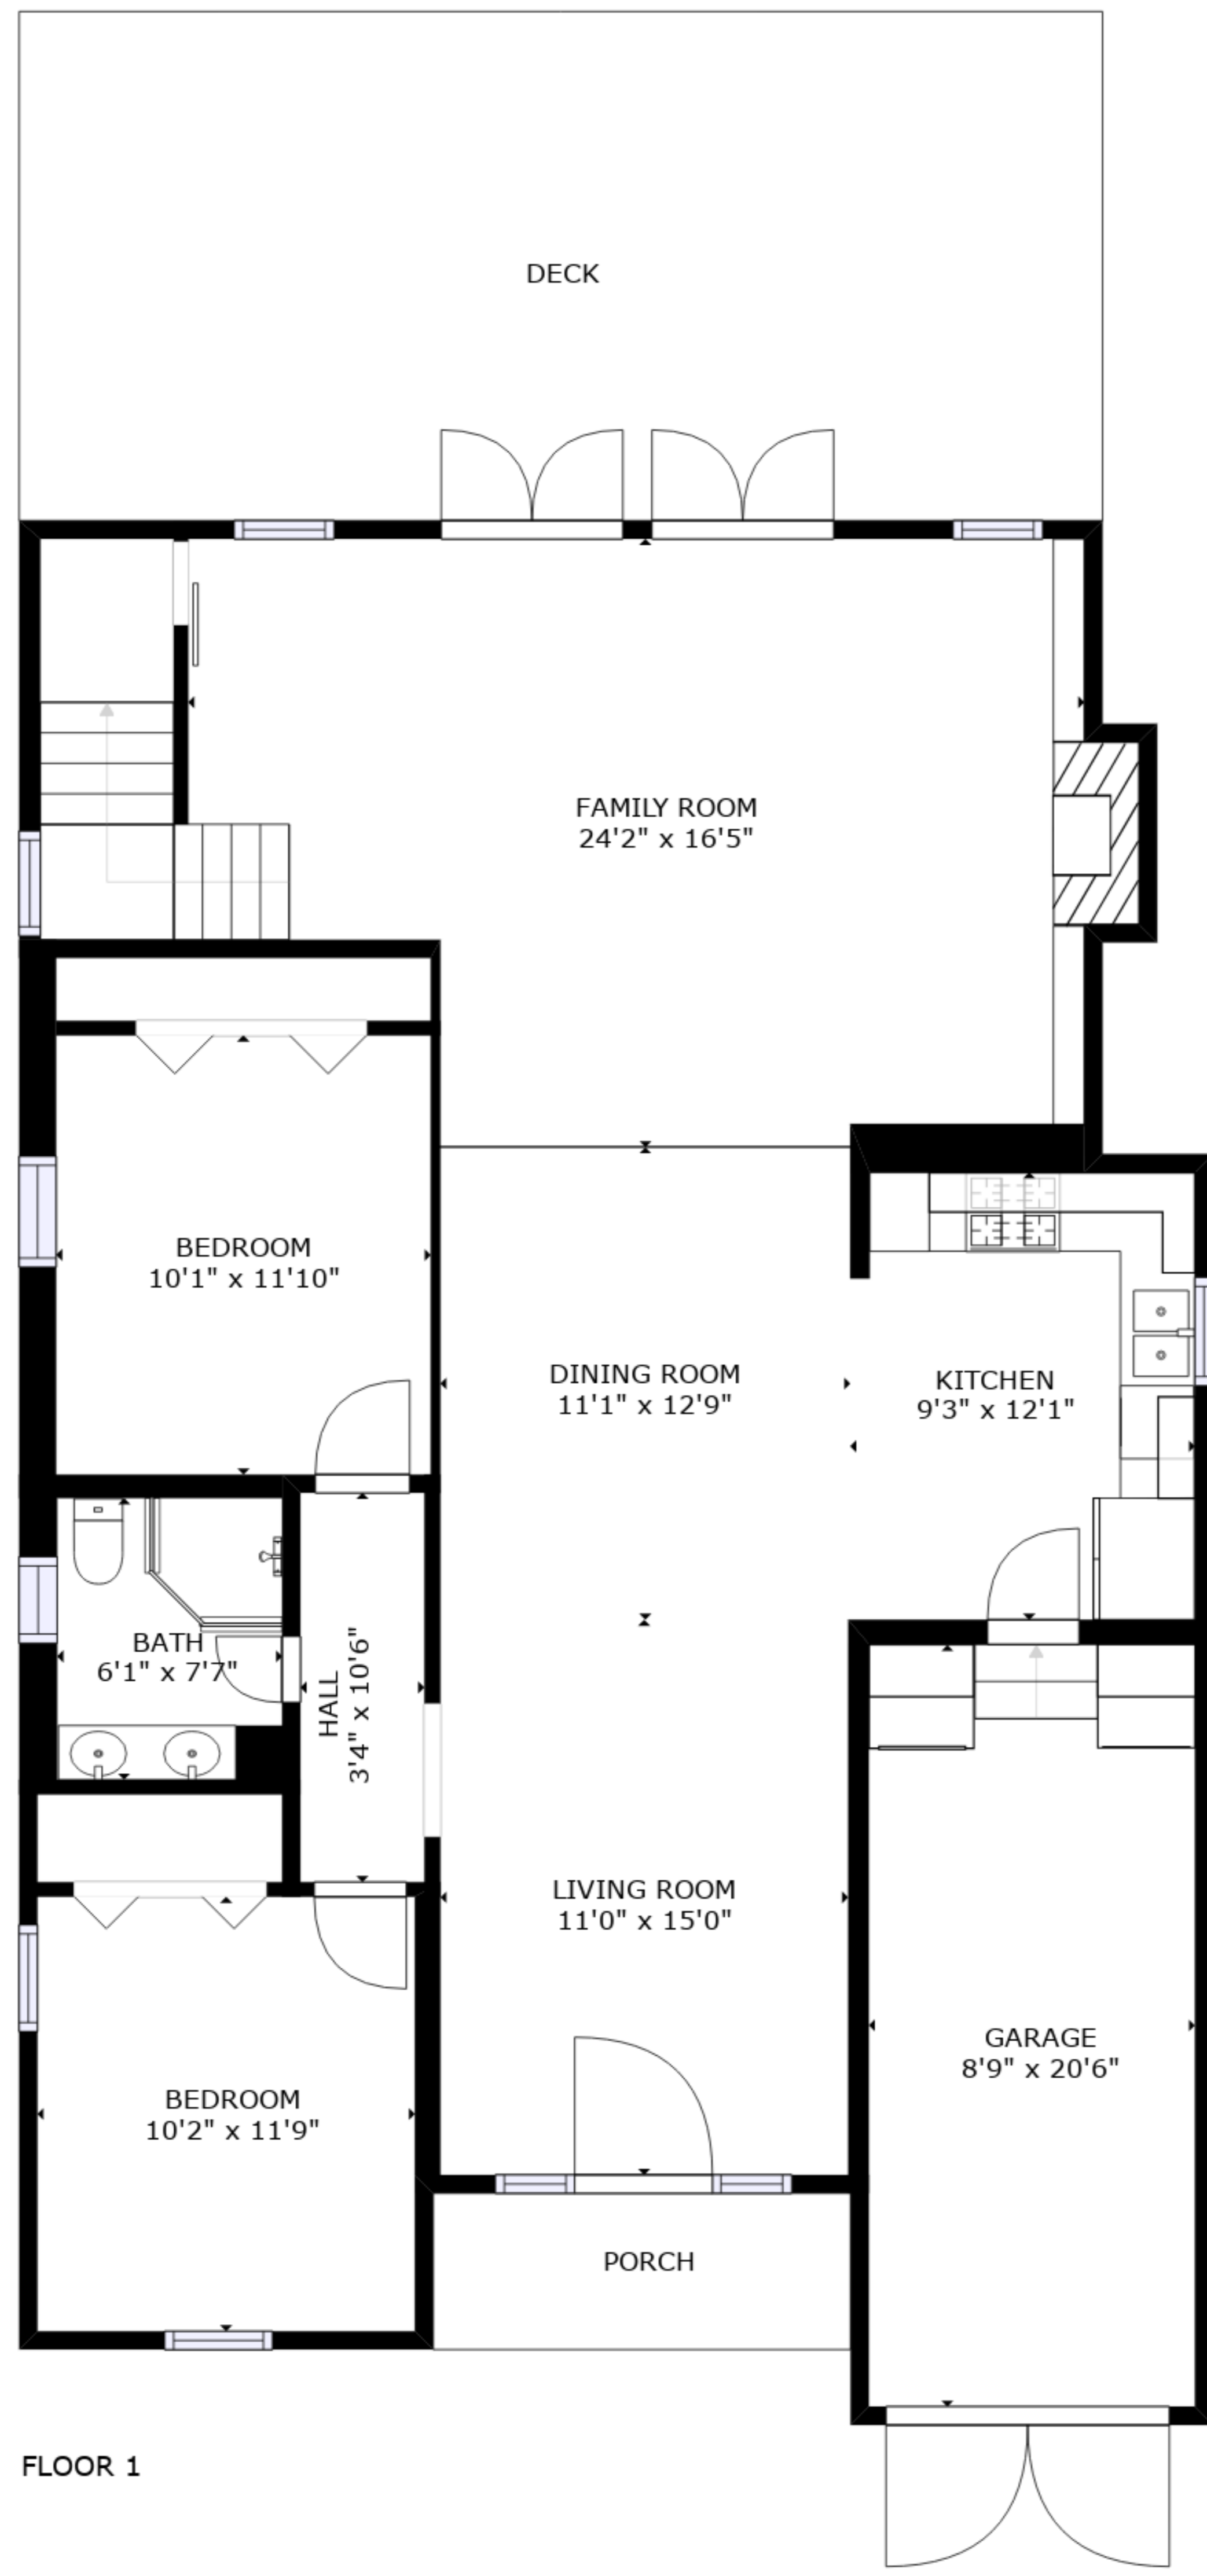 DECK
FAMILY ROOM
24'2" x 16'5"
BEDROOM
10'1" x 11'10"
DINING ROOM
11'1" x 12'9"
KITCHEN
9'3" x 12'1"
BATH
6'1" x 7'7"
HALL
3'4" x 10'6"
LIVING ROOM
11'0" x 15'0"
GARAGE
8'9" x 20'6"
BEDROOM
10'2" x 11'9"
PORCH
FLOOR 1